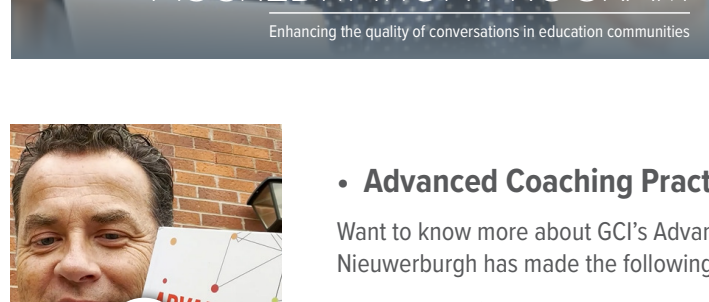 Enhancing the quality of conversations in education communities
• Advanced Coaching Pract
Want to know more about GCI's Advan
Nieuwerburgh has made the following